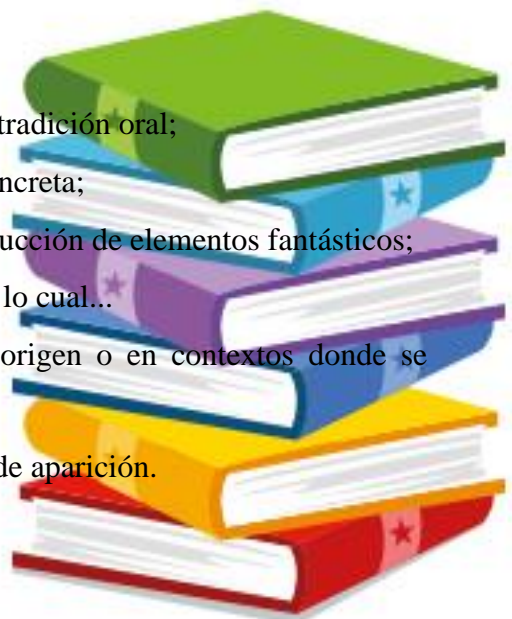 tradición oral;
ncreta;
ucción de elementos fantásticos;
lo cual...
origen o en contextos donde se
de aparición.